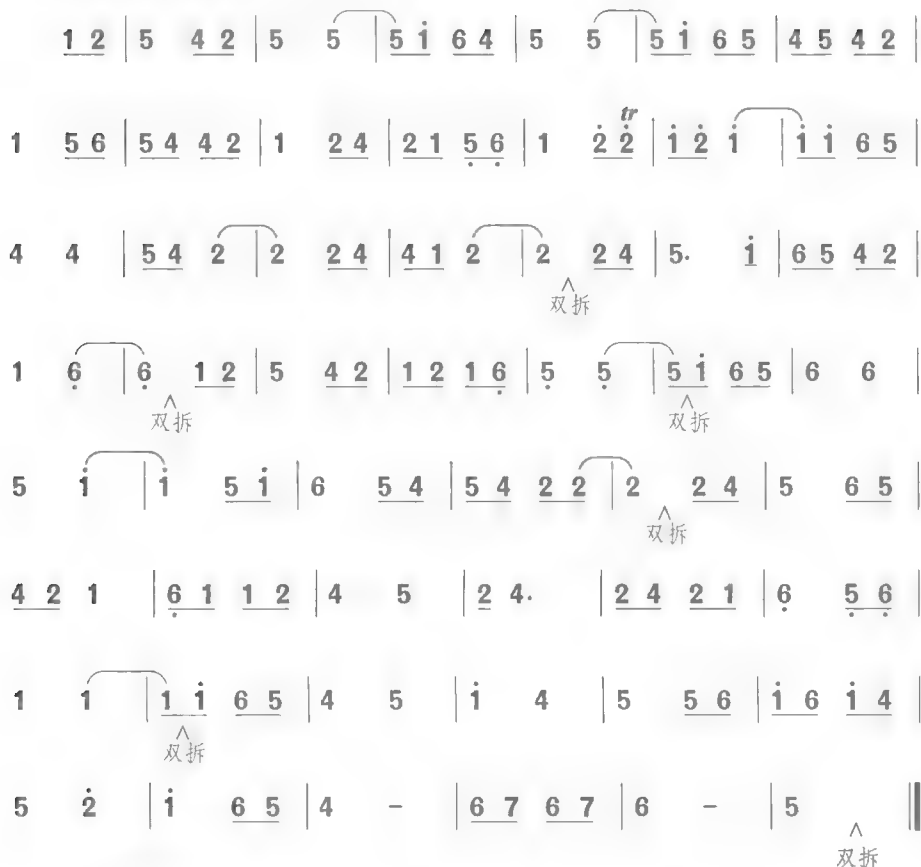 1 2 | 5 4 2 | 5 5 | 5 i̇ 6 4 | 5 5 | 5 i̇ 6 5 | 4 5 4 2 |
1 5 6 | 5 4 4 2 | 1 2 4 | 2 1 5̣ 6̣ | 1 2̇ 2̇ tr | i̇ 2̇ i̇ | i̇ i̇ 6 5 |
4 4 | 5 4 2 | 2 2 4 | 4 1 2 | 2 2 4 | 5. i̇ | 6 5 4 2 |
双拆
1 6̣ | 6̣ 1 2 | 5 4 2 | 1 2 1 6̣ | 5̣ 5̣ | 5 i̇ 6 5 | 6 6 |
双拆 双拆
5 i̇ | i̇ 5 i̇ | 6 5 4 | 5 4 2 2 | 2 2 4 | 5 6 5 |
双拆
4 2 1 | 6̣ 1 1 2 | 4 5 | 2 4. | 2 4 2 1 | 6̣ 5̣ 6̣ |
1 1 | 1 i̇ 6 5 | 4 5 | i̇ 4 | 5 5 6 | i̇ 6 i̇ 4 |
双拆
5 2̇ | i̇ 6 5 | 4 - | 6 7 6 7 | 6 - | 5 ‖
双拆